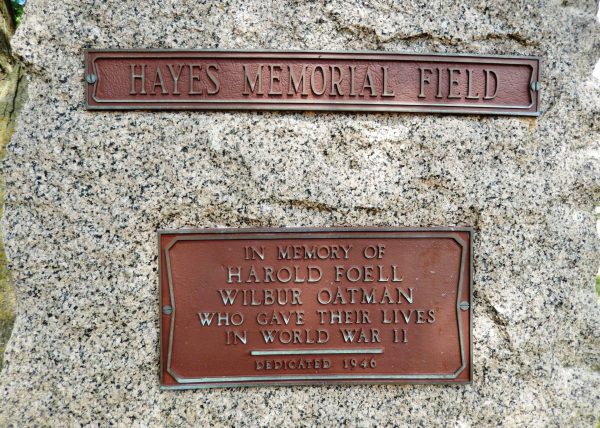 HAYES MEMORIAL FIELD
IN MEMORY OF
HAROLD FOELL
WILBUR OATMAN
WHO GAVE THEIR LIVES
IN WORLD WAR II
DEDICATED 1946